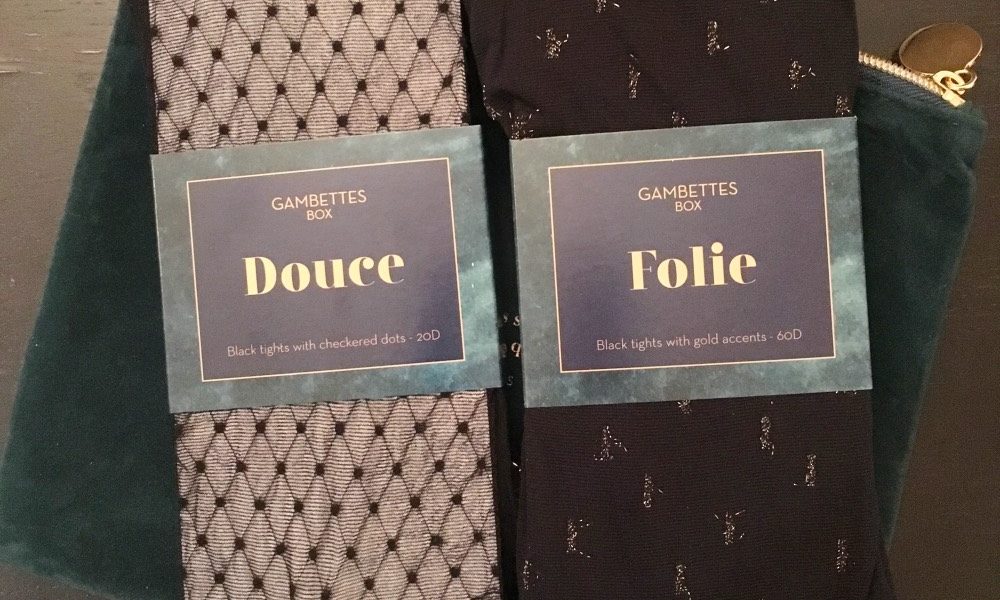 GAMBETTES
BOX
Douce
Black tights with checkered dots - 20D
GAMBETTES
BOX
Folie
Black tights with gold accents - 60D